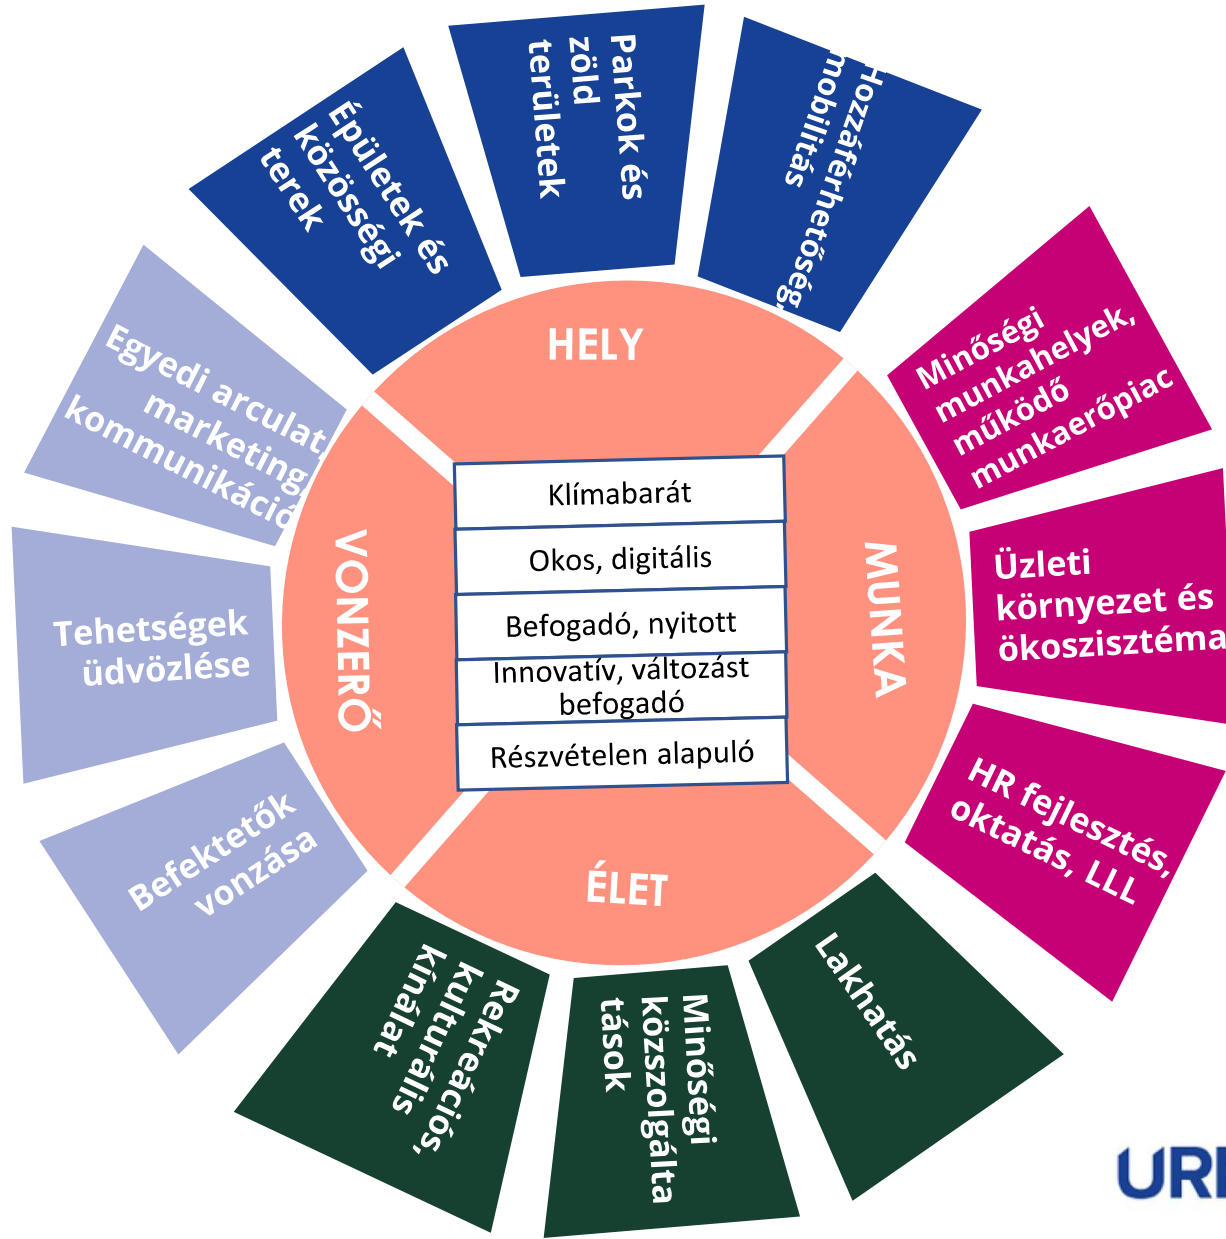 Parkok és
zöld
területek
Hozzáférhetőség,
mobilitás
Épületek és
közösségi
terek
Minőségi
munkahelyek,
működő
munkaerőpiac
Egyedi arculat,
marketing,
kommunikáció
HELY
Klímabarát
Okos, digitális
Befogadó, nyitott
Innovatív, változást
befogadó
Részvételen alapuló
VONZERŐ
MUNKA
ÉLET
Üzleti
környezet és
ökoszisztéma
Tehetségek
üdvözlése
HR fejlesztés,
oktatás, LLL
Befektetők
vonzása
Lakhatás
Minőségi
közszolgálta
tások
Rekreációs,
kulturális
kínálat